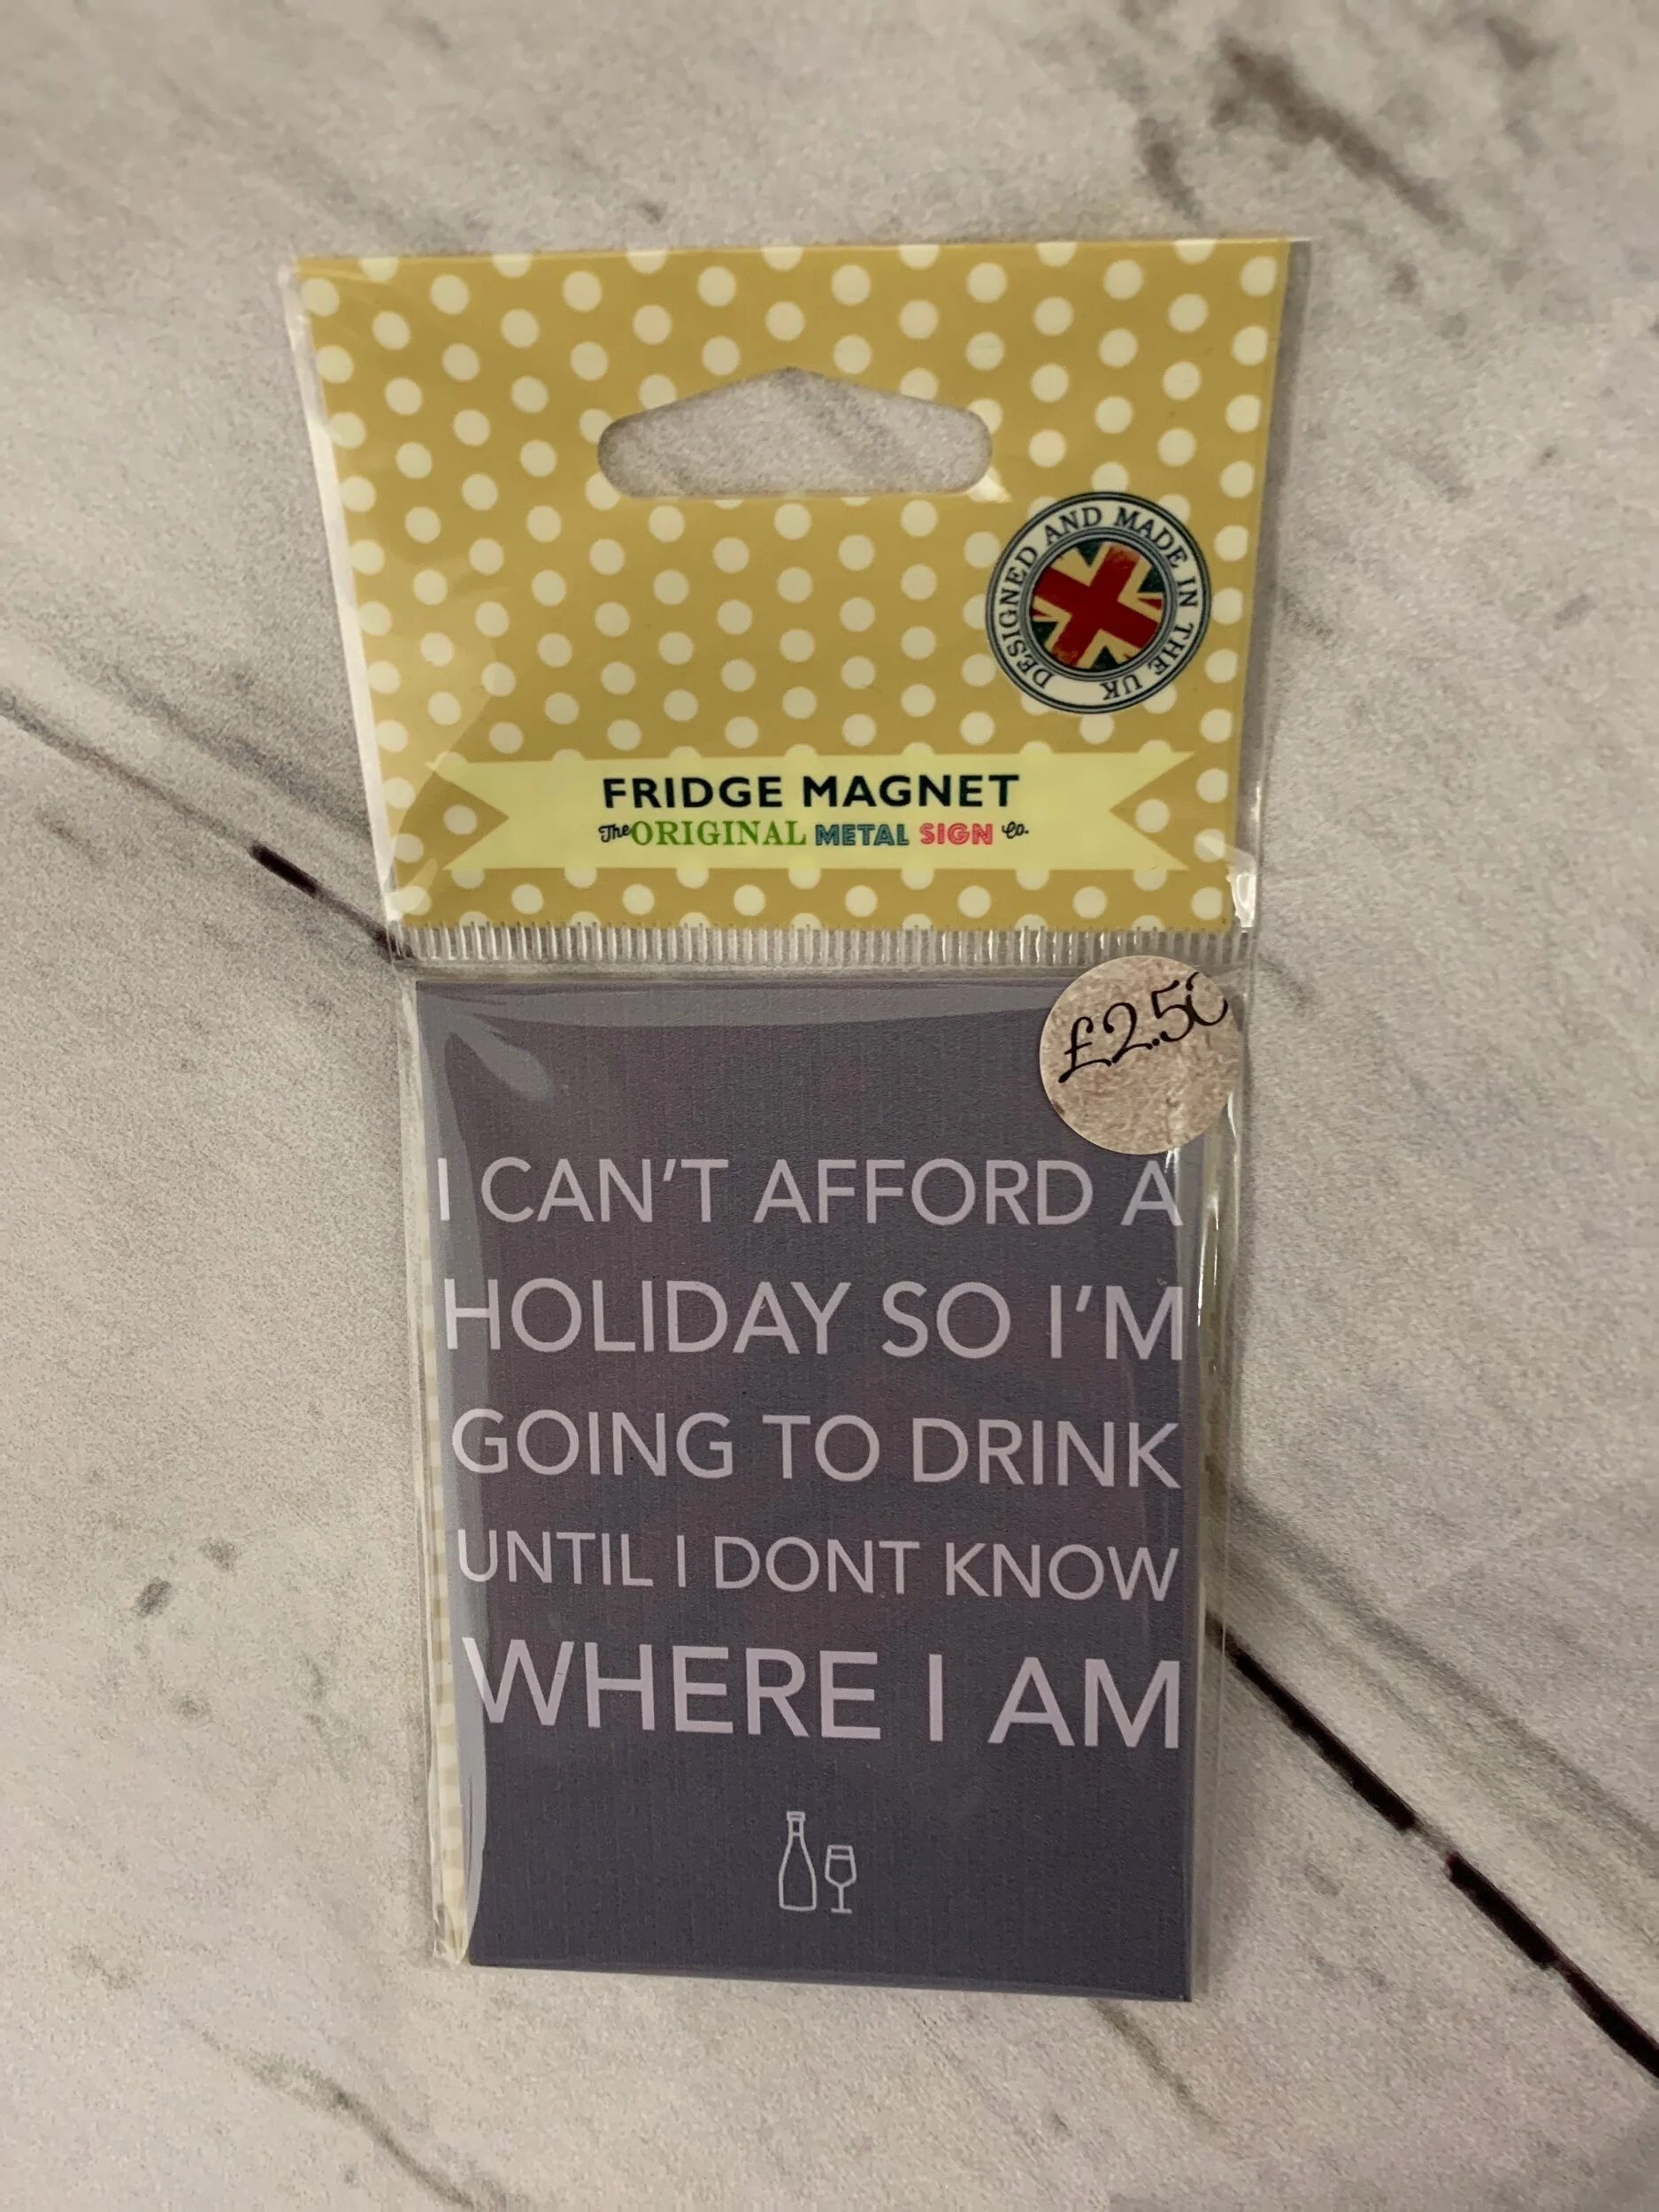 DESIGNED AND MADE IN THE UK
FRIDGE MAGNET
The ORIGINAL METAL SIGN Co.
£2.50
I CAN'T AFFORD A
HOLIDAY SO I'M
GOING TO DRINK
UNTIL I DONT KNOW
WHERE I AM